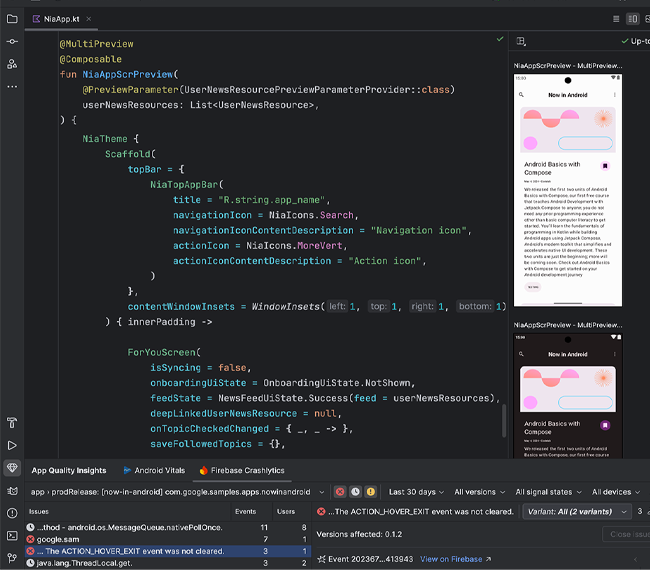 NiaApp.kt
@MultiPreview
@Composable
fun NiaAppScrPreview(
@PreviewParameter(UserNewsResourcePreviewParameterProvider::class)
userNewsResources: List<UserNewsResource>,
) {
NiaTheme {
Scaffold(
topBar = {
NiaTopAppBar(
title = "R.string.app_name",
navigationIcon = NiaIcons.Search,
navigationIconContentDescription = "Navigation icon",
actionIcon = NiaIcons.MoreVert,
actionIconContentDescription = "Action icon",
)
},
contentWindowInsets = WindowInsets( left: 1, top: 1, right: 1, bottom: 1)
) { innerPadding ->
ForYouScreen(
isSyncing = false,
onboardingUiState = OnboardingUiState.NotShown,
feedState = NewsFeedUiState.Success(feed = userNewsResources),
deepLinkedUserNewsResource = null,
onTopicCheckedChanged = { _, _ -> },
saveFollowedTopics = {},
Up-to
NiaAppScrPreview - MultiPreview...
Now in Android
Android Basics with
Compose
We released the first two units of Android
Basics with Compose, our first free course
that teaches Android Development with
Jetpack Compose to anyone; you do not
need any prior programming experience
other than basic computer literacy to get
started. You'll learn the fundamentals of
programming in Kotlin while building
Android apps using Jetpack Compose,
Android's modern toolkit that simplifies and
accelerates native UI development. These
two units are just the beginning; more will
be coming soon. Check out Android Basics
with Compose to get started on your
Android development journey
NiaAppScrPreview - MultiPreview...
Now in Android
Android Basics with
Compose
We released the first two units of Android
Basics with Compose, our first free course
App Quality Insights
Android Vitals
Firebase Crashlytics
app › prodRelease: [now-in-android] com.google.samples.apps.nowinandroid
Last 30 days
All versions
All signal states
All devices
Issues Events Users
...thod - android.os.MessageQueue.nativePollOnce. 11 8
google.sam 7 1
... The ACTION_HOVER_EXIT event was not cleared. 3 1
java.lang.ThreadLocal.get. 3 2
...The ACTION_HOVER_EXIT event was not cleared.
Variant: All (2 variants)
3
Versions affected: 0.1.2
Close issu
Event 202367...413943
View on Firebase